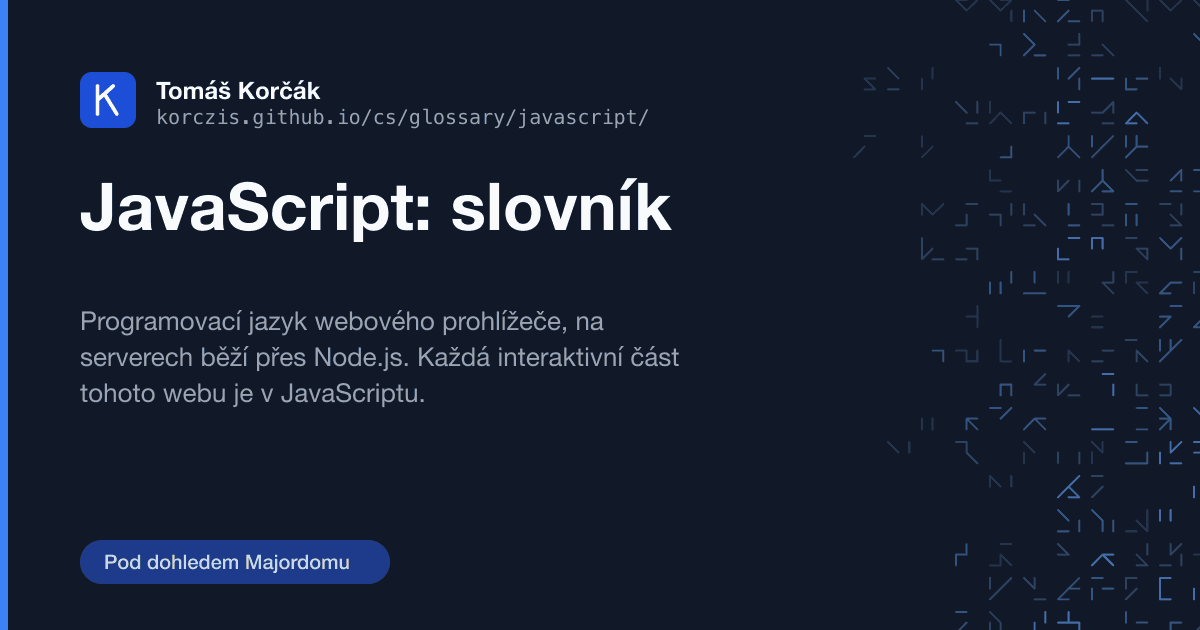 K
Tomáš Korčák
korczis.github.io/cs/glossary/javascript/
JavaScript: slovník
Programovací jazyk webového prohlížeče, na
serverech běží přes Node.js. Každá interaktivní část
tohoto webu je v JavaScriptu.
Pod dohledem Majordomu